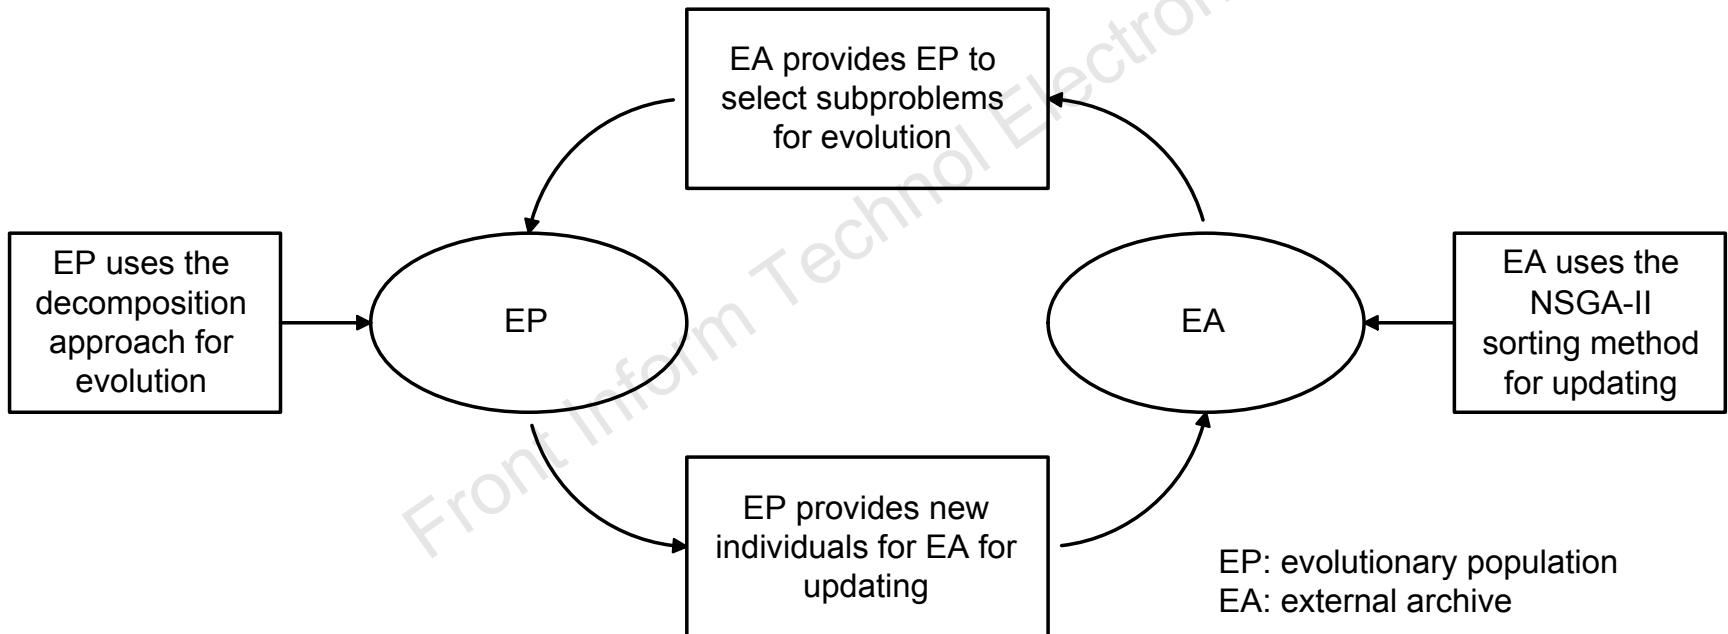 EA provides EP to
select subproblems
for evolution
EP uses the
decomposition
approach for
evolution
EP
EA
EA uses the
NSGA-II
sorting method
for updating
EP provides new
individuals for EA for
updating
EP: evolutionary population
EA: external archive
Front Inform Technol Electron